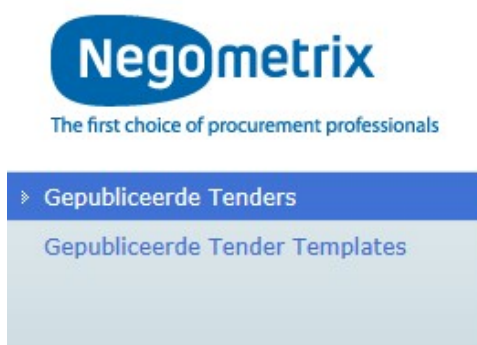 Negometrix
The first choice of procurement professionals
Gepubliceerde Tenders
Gepubliceerde Tender Templates